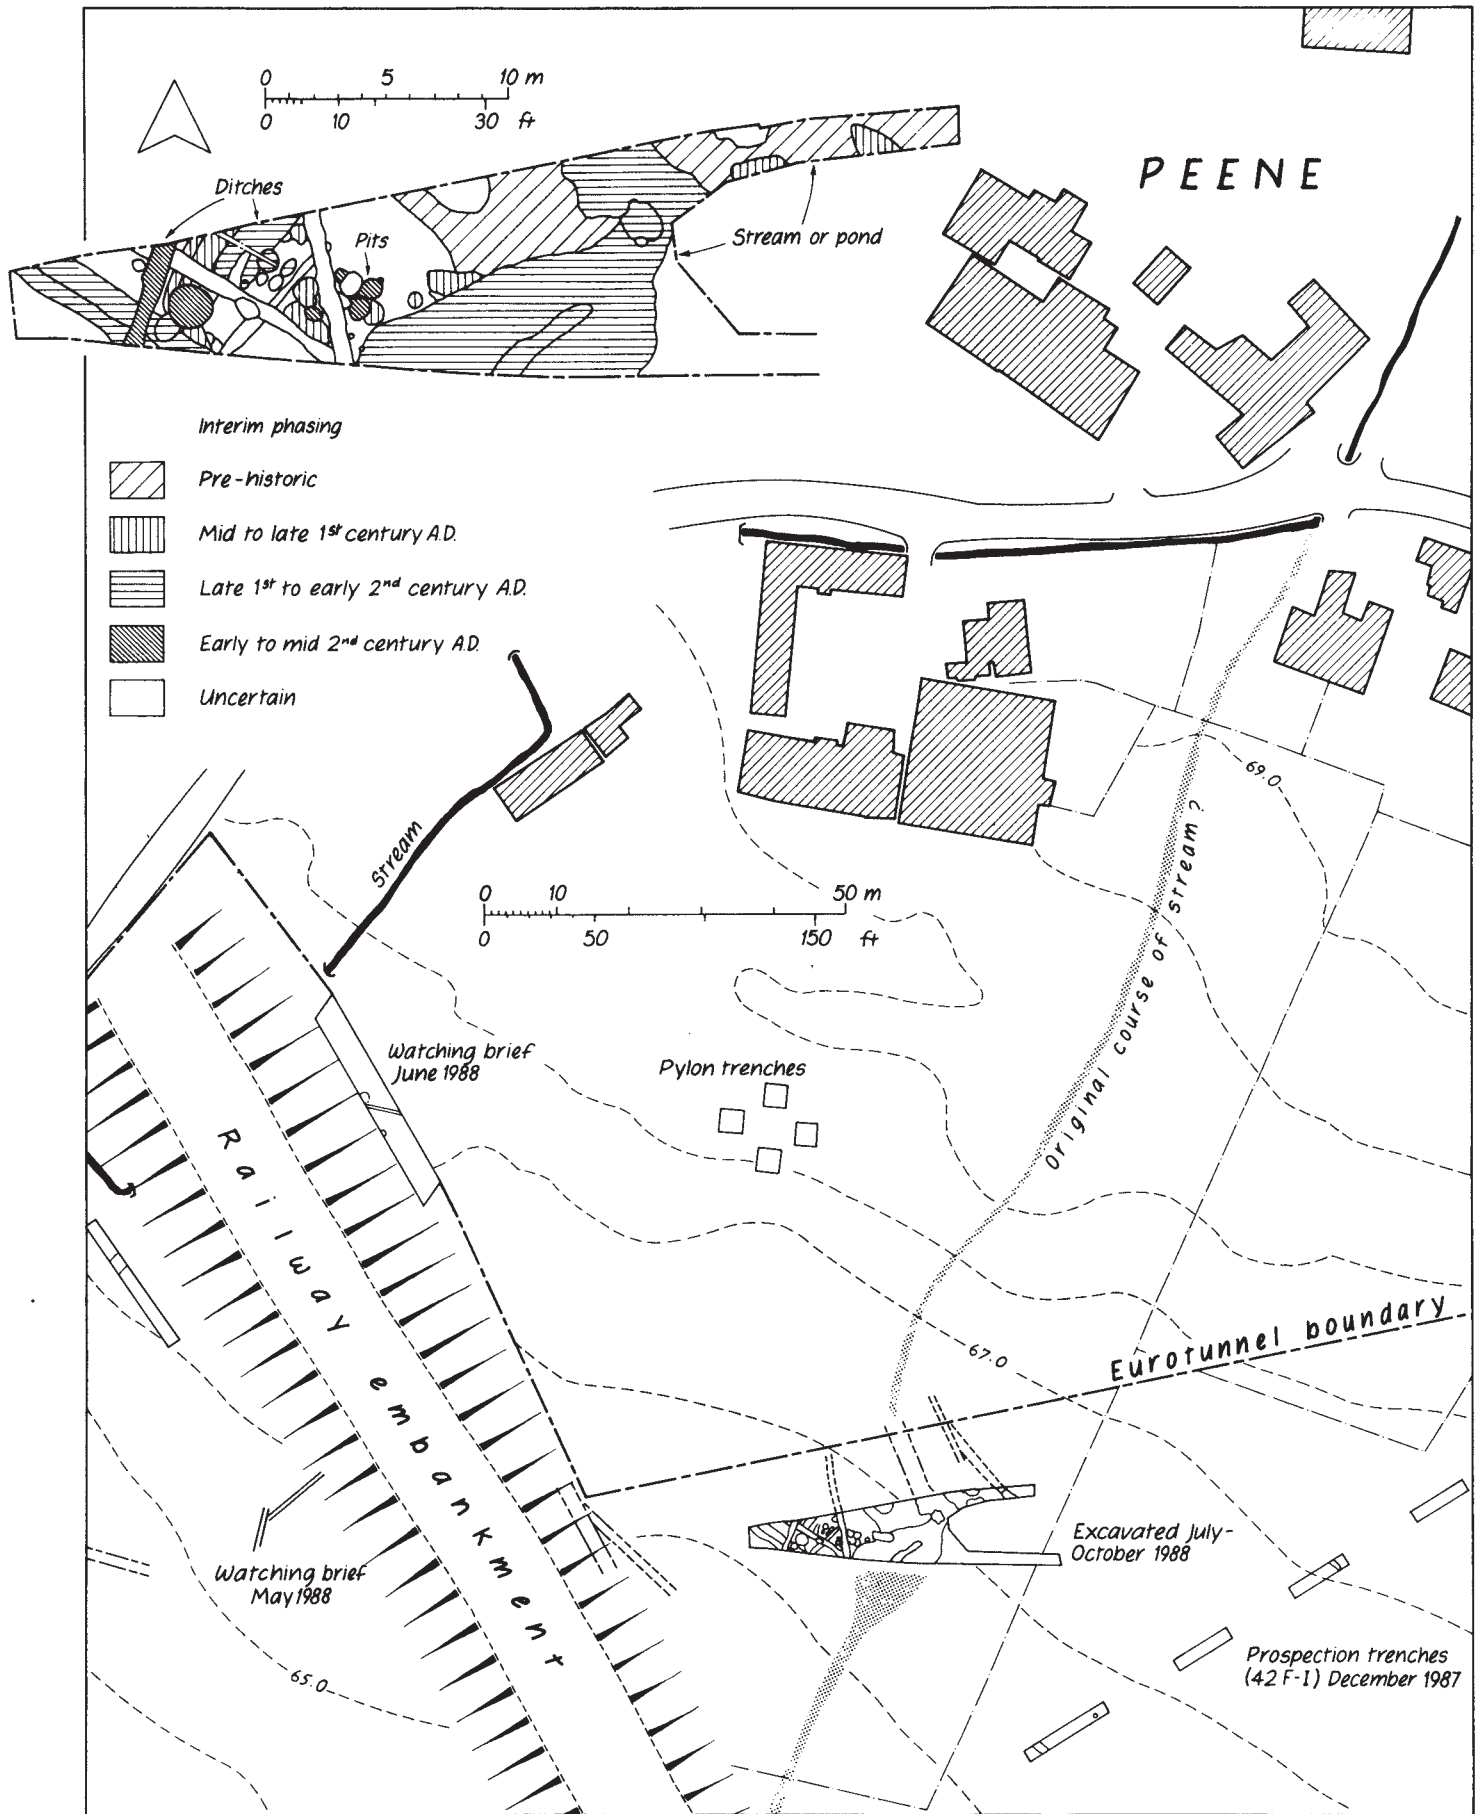 0 5 10 m
0 10 30 ft
PEENE
Ditches
Pits
Stream or pond
Interim phasing
Pre-historic
Mid to late 1st century A.D.
Late 1st to early 2nd century A.D.
Early to mid 2nd century A.D.
Uncertain
Stream
69.0
0 10 50 m
0 50 150 ft
Original course of stream?
Watching brief
June 1988
Pylon trenches
Railway embankment
67.0
Eurotunnel boundary
Excavated July-
October 1988
Watching brief
May 1988
65.0
Prospection trenches
(42 F-I) December 1987